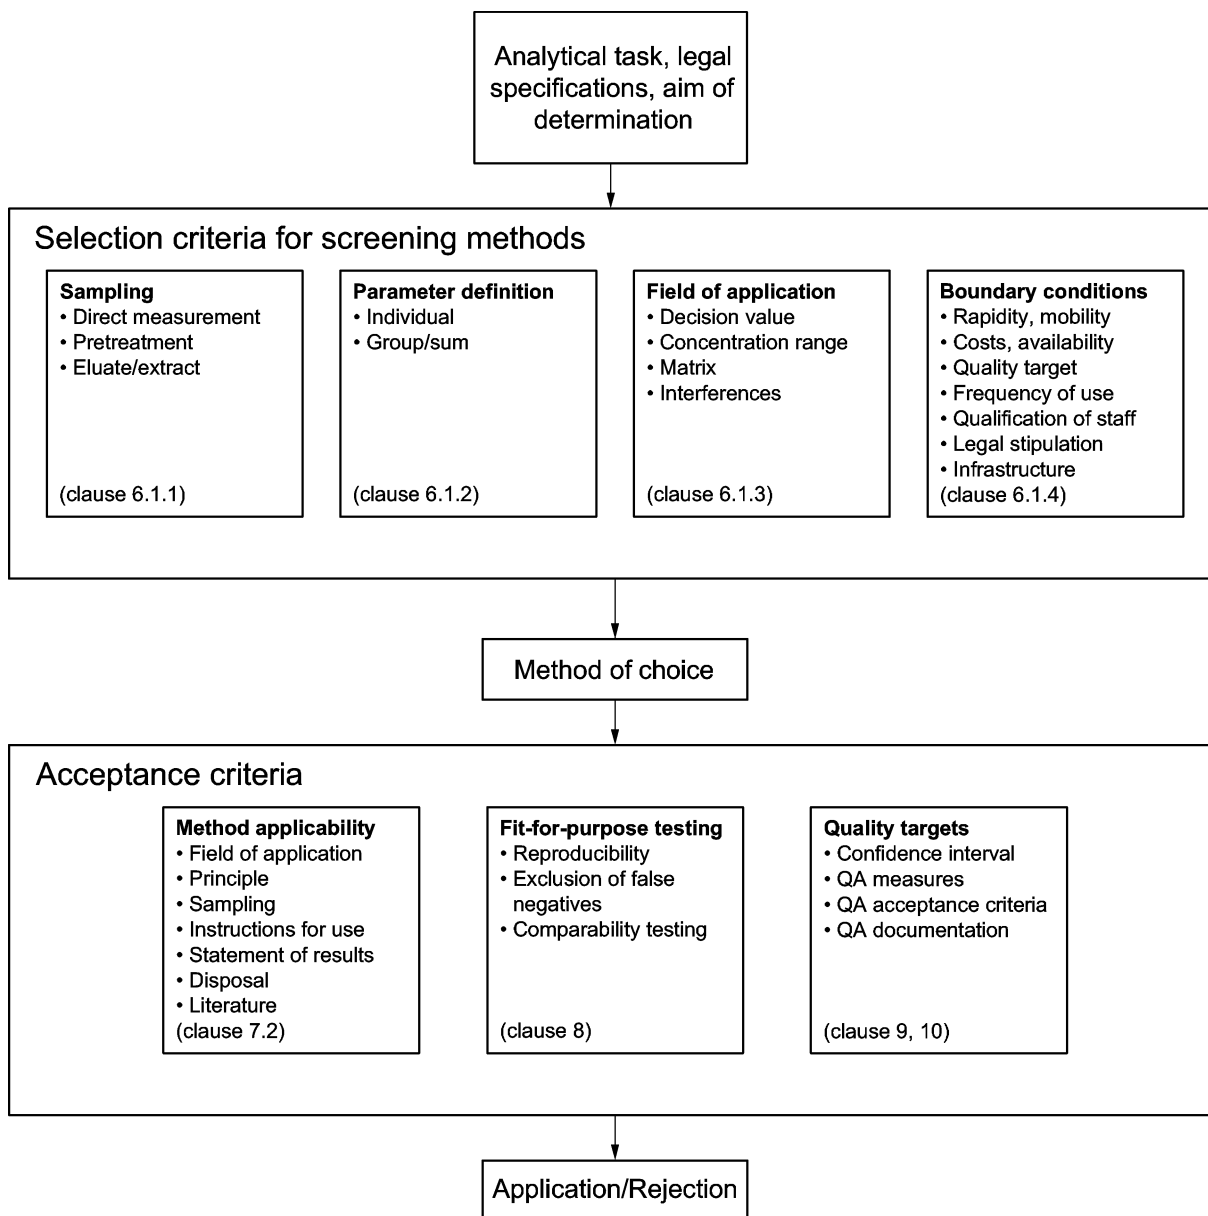 Analytical task, legal
specifications, aim of
determination
Selection criteria for screening methods
Sampling
• Direct measurement
• Pretreatment
• Eluate/extract
(clause 6.1.1)
Parameter definition
• Individual
• Group/sum
(clause 6.1.2)
Field of application
• Decision value
• Concentration range
• Matrix
• Interferences
(clause 6.1.3)
Boundary conditions
• Rapidity, mobility
• Costs, availability
• Quality target
• Frequency of use
• Qualification of staff
• Legal stipulation
• Infrastructure
(clause 6.1.4)
Method of choice
Acceptance criteria
Method applicability
• Field of application
• Principle
• Sampling
• Instructions for use
• Statement of results
• Disposal
• Literature
(clause 7.2)
Fit-for-purpose testing
• Reproducibility
• Exclusion of false
negatives
• Comparability testing
(clause 8)
Quality targets
• Confidence interval
• QA measures
• QA acceptance criteria
• QA documentation
(clause 9, 10)
Application/Rejection